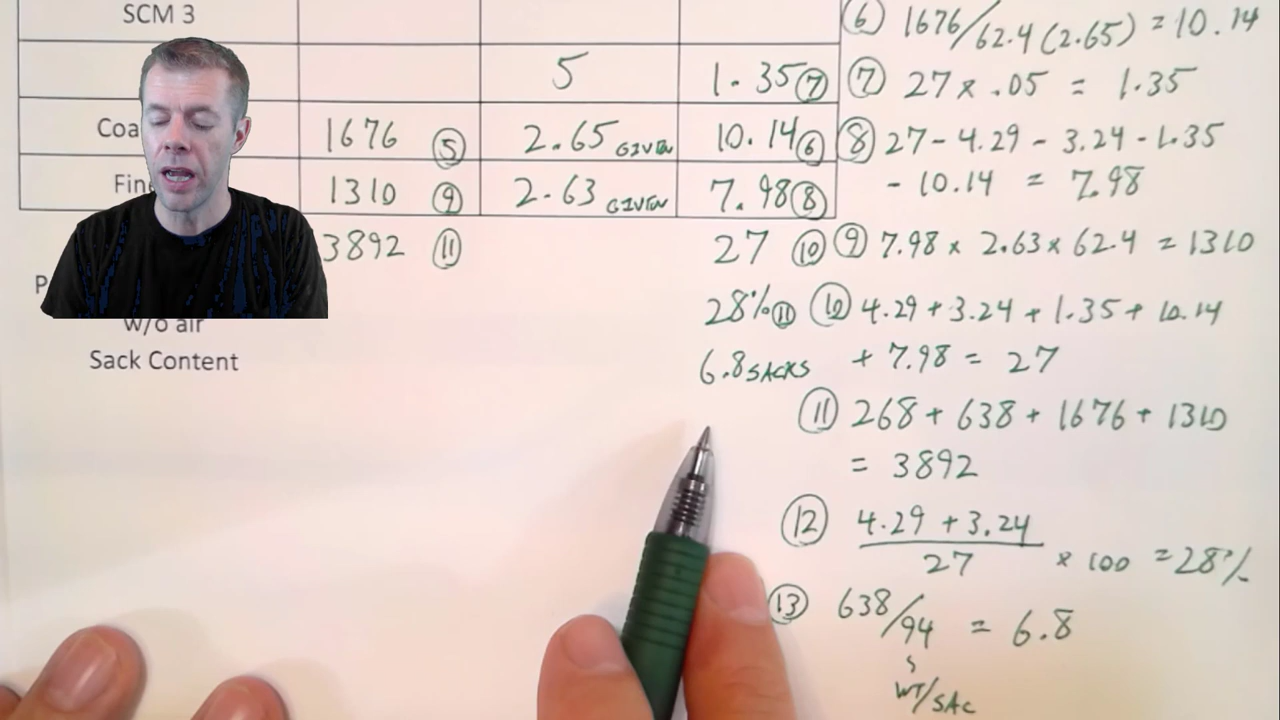 SCM 3
5 1.35 ⑦
Coa 1676 ⑤ 2.65 GIVEN 10.14 ⑥
Fin 1310 ⑨ 2.63 GIVEN 7.98 ⑧
3892 ⑪ 27 ⑩
P 28% ⑪
w/o air
Sack Content 6.8 SACKS
⑥ 1676/62.4(2.65) = 10.14
⑦ 27 x .05 = 1.35
⑧ 27 - 4.29 - 3.24 - 1.35
- 10.14 = 7.98
⑨ 7.98 x 2.63 x 62.4 = 1310
⑩ 4.29 + 3.24 + 1.35 + 10.14
+ 7.98 = 27
⑪ 268 + 638 + 1676 + 1310
= 3892
⑫ 4.29 + 3.24
27 x 100 = 28%
⑬ 638/94 = 6.8
WT/SAC